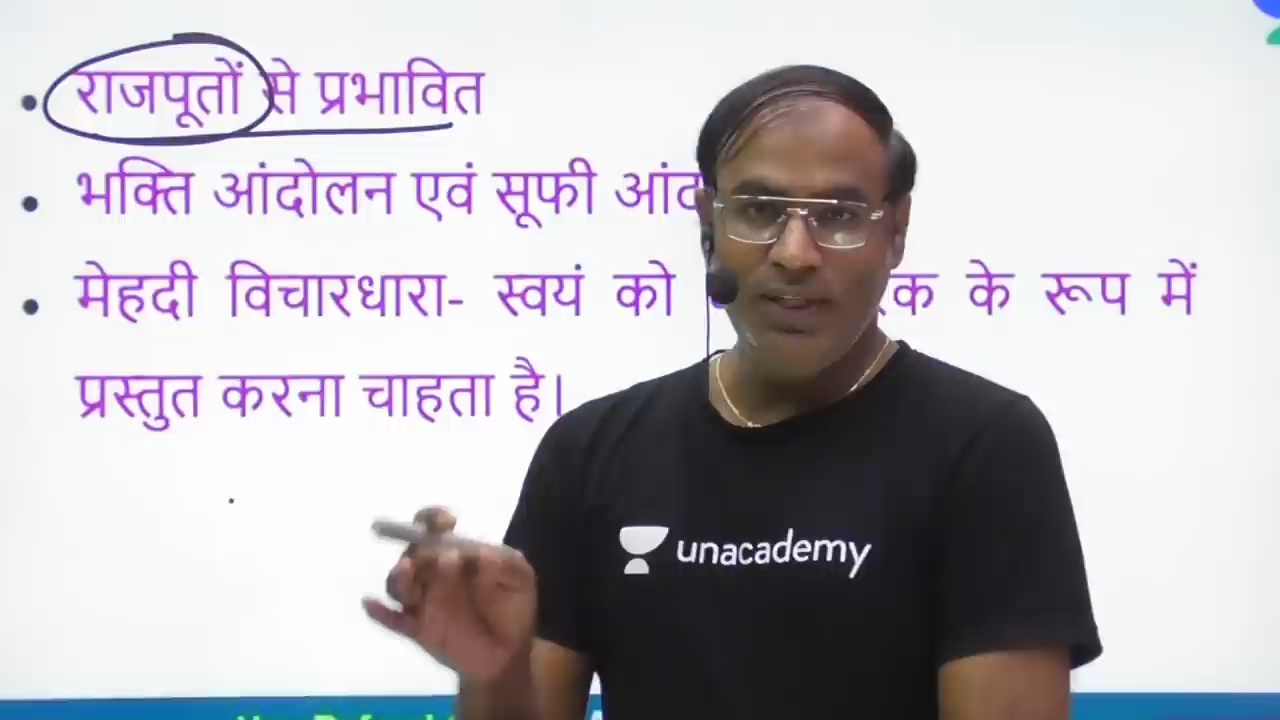 राजपूतों से प्रभावित
भक्ति आंदोलन एवं सूफी
मेहदी विचारधारा- स्वयं को के रूप में
प्रस्तुत करना चाहता है।
unacademy